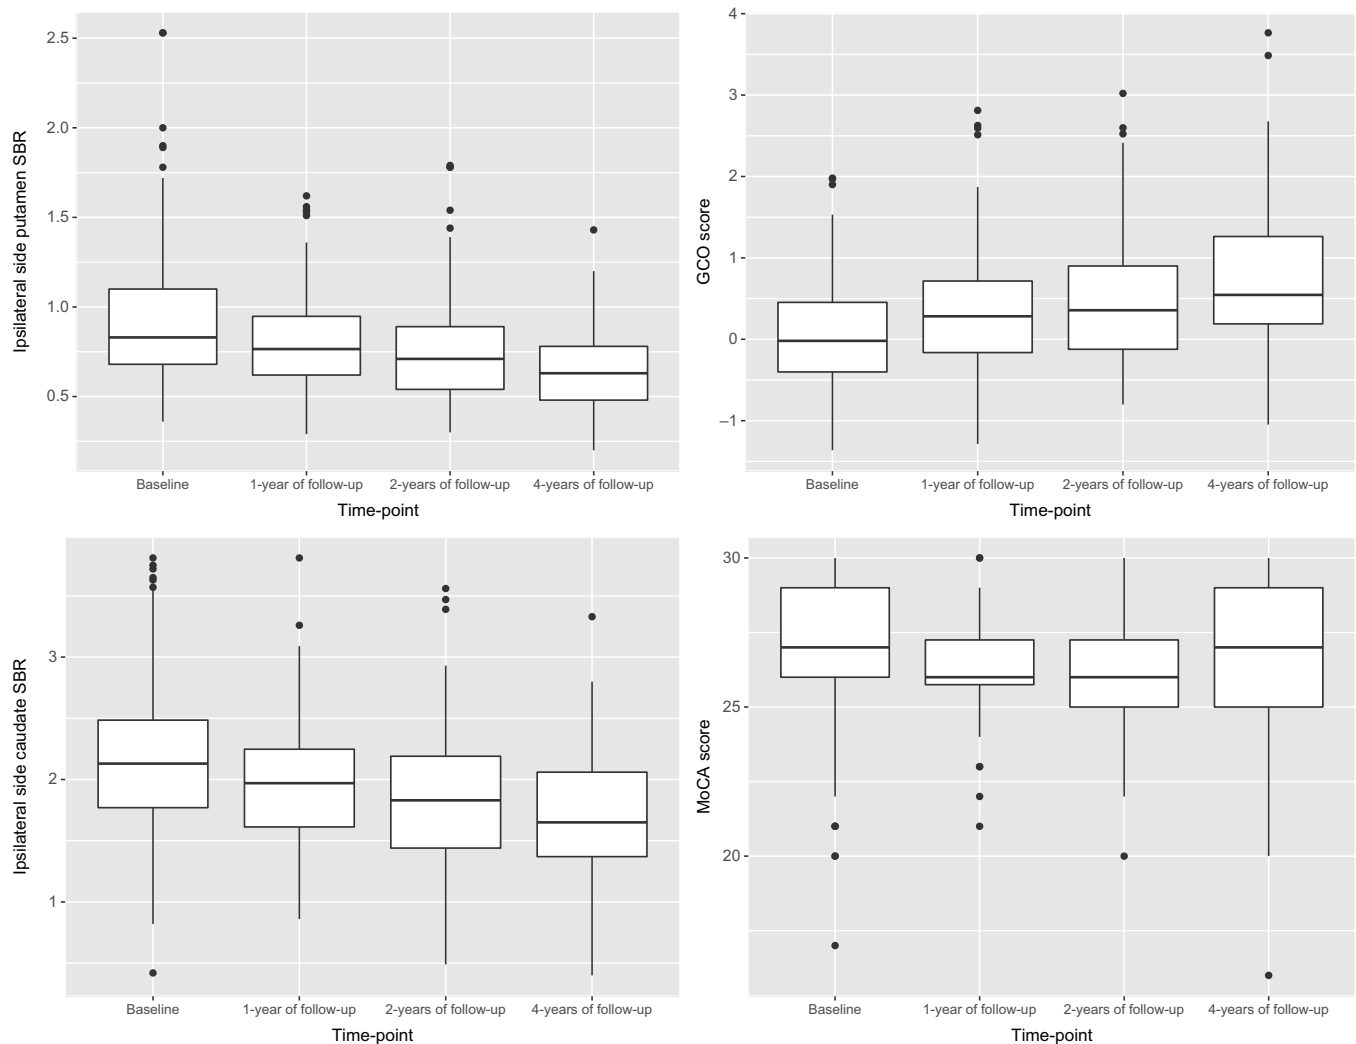 Ipsilateral side putamen SBR
2.5
2.0
1.5
1.0
0.5
Baseline 1-year of follow-up 2-years of follow-up 4-years of follow-up
Time-point
GCO score
4
3
2
1
0
–1
Baseline 1-year of follow-up 2-years of follow-up 4-years of follow-up
Time-point
Ipsilateral side caudate SBR
3
2
1
Baseline 1-year of follow-up 2-years of follow-up 4-years of follow-up
Time-point
MoCA score
30
25
20
Baseline 1-year of follow-up 2-years of follow-up 4-years of follow-up
Time-point